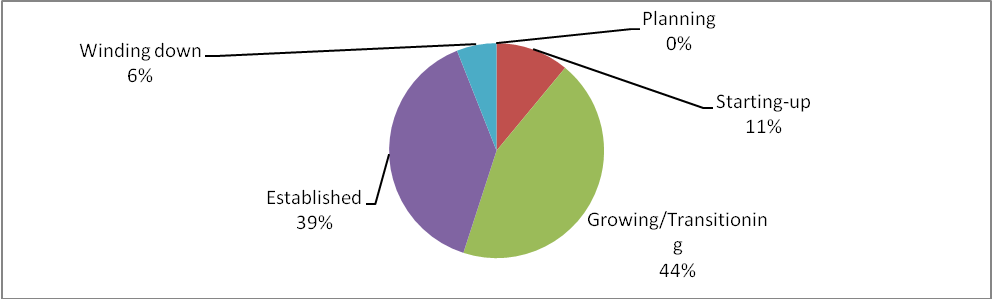 Planning
0%
Winding down
6%
Starting-up
11%
Established
39%
Growing/Transitionin
g
44%